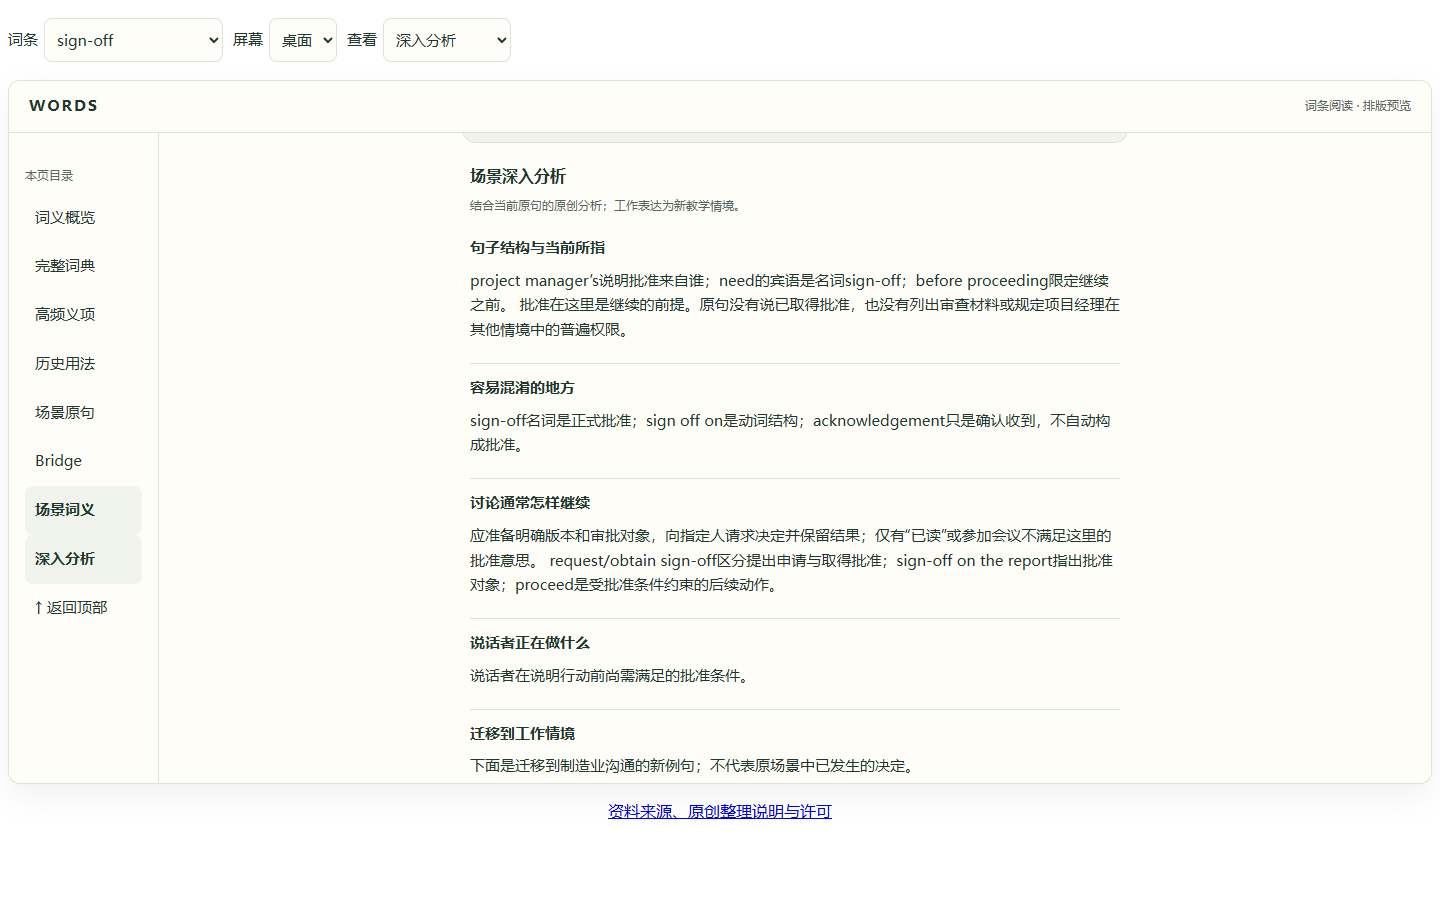 词条 sign-off 屏幕 桌面 查看 深入分析
WORDS
词条阅读 · 排版预览
本页目录
词义概览
完整词典
高频义项
历史用法
场景原句
Bridge
场景词义
深入分析
↑ 返回顶部
场景深入分析
结合当前原句的原创分析；工作表达为新教学情境。
句子结构与当前所指
project manager’s说明批准来自谁；need的宾语是名词sign-off；before proceeding限定继续
之前。 批准在这里是继续的前提。原句没有说已取得批准，也没有列出审查材料或规定项目经理在
其他情境中的普遍权限。
容易混淆的地方
sign-off名词是正式批准；sign off on是动词结构；acknowledgement只是确认收到，不自动构
成批准。
讨论通常怎样继续
应准备明确版本和审批对象，向指定人请求决定并保留结果；仅有“已读”或参加会议不满足这里的
批准意思。 request/obtain sign-off区分提出申请与取得批准；sign-off on the report指出批准
对象；proceed是受批准条件约束的后续动作。
说话者正在做什么
说话者在说明行动前尚需满足的批准条件。
迁移到工作情境
下面是迁移到制造业沟通的新例句；不代表原场景中已发生的决定。
资料来源、原创整理说明与许可